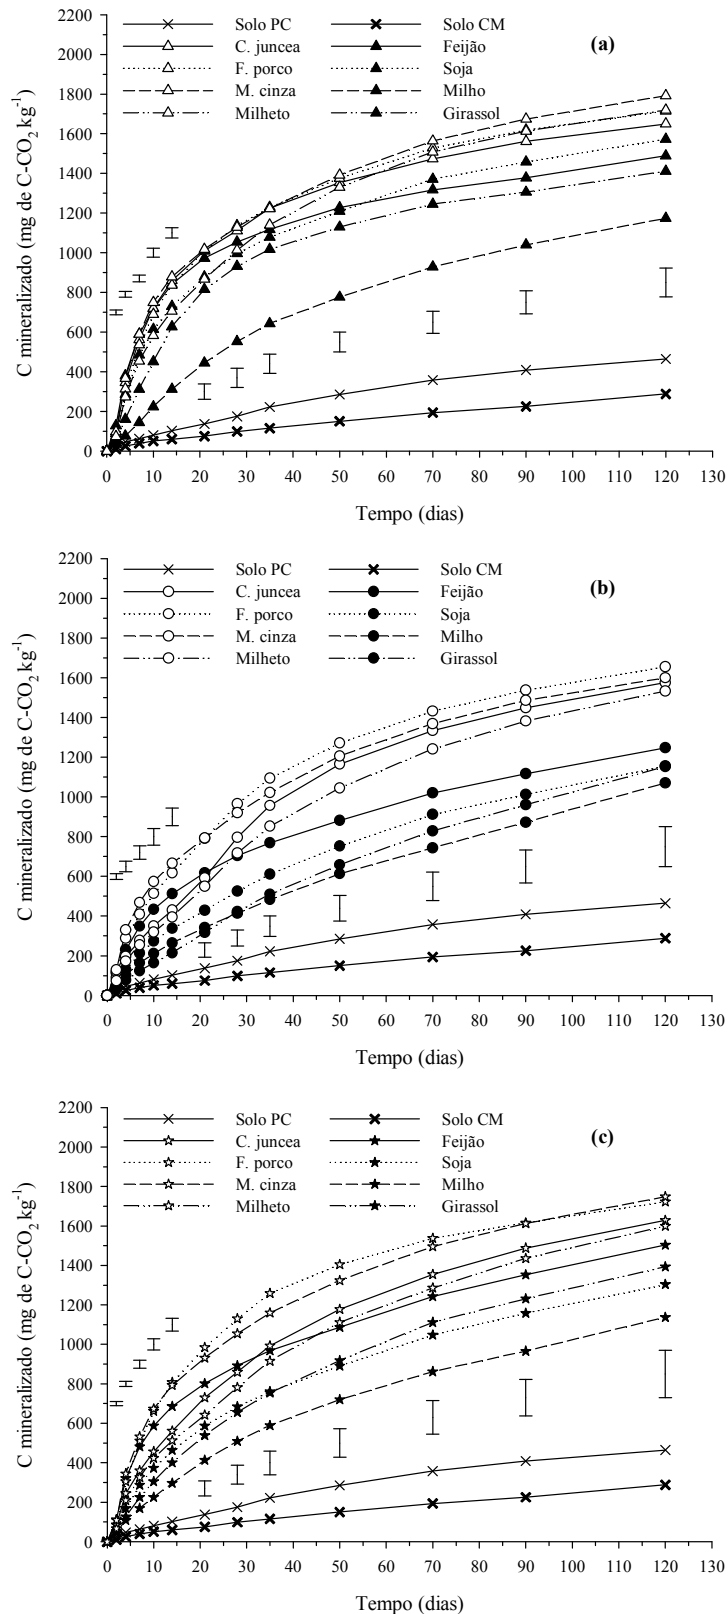 Solo PC Solo CM
C. juncea Feijão (a)
F. porco Soja
M. cinza Milho
Milheto Girassol
2200
2000
1800
1600
1400
1200
1000
800
600
400
200
0
C mineralizado (mg de C-CO₂ kg⁻¹)
0 10 20 30 40 50 60 70 80 90 100 110 120 130
Tempo (dias)
Solo PC Solo CM
C. juncea Feijão (b)
F. porco Soja
M. cinza Milho
Milheto Girassol
2200
2000
1800
1600
1400
1200
1000
800
600
400
200
0
C mineralizado (mg de C-CO₂ kg⁻¹)
0 10 20 30 40 50 60 70 80 90 100 110 120 130
Tempo (dias)
Solo PC Solo CM
C. juncea Feijão (c)
F. porco Soja
M. cinza Milho
Milheto Girassol
2200
2000
1800
1600
1400
1200
1000
800
600
400
200
0
C mineralizado (mg de C-CO₂ kg⁻¹)
0 10 20 30 40 50 60 70 80 90 100 110 120 130
Tempo (dias)